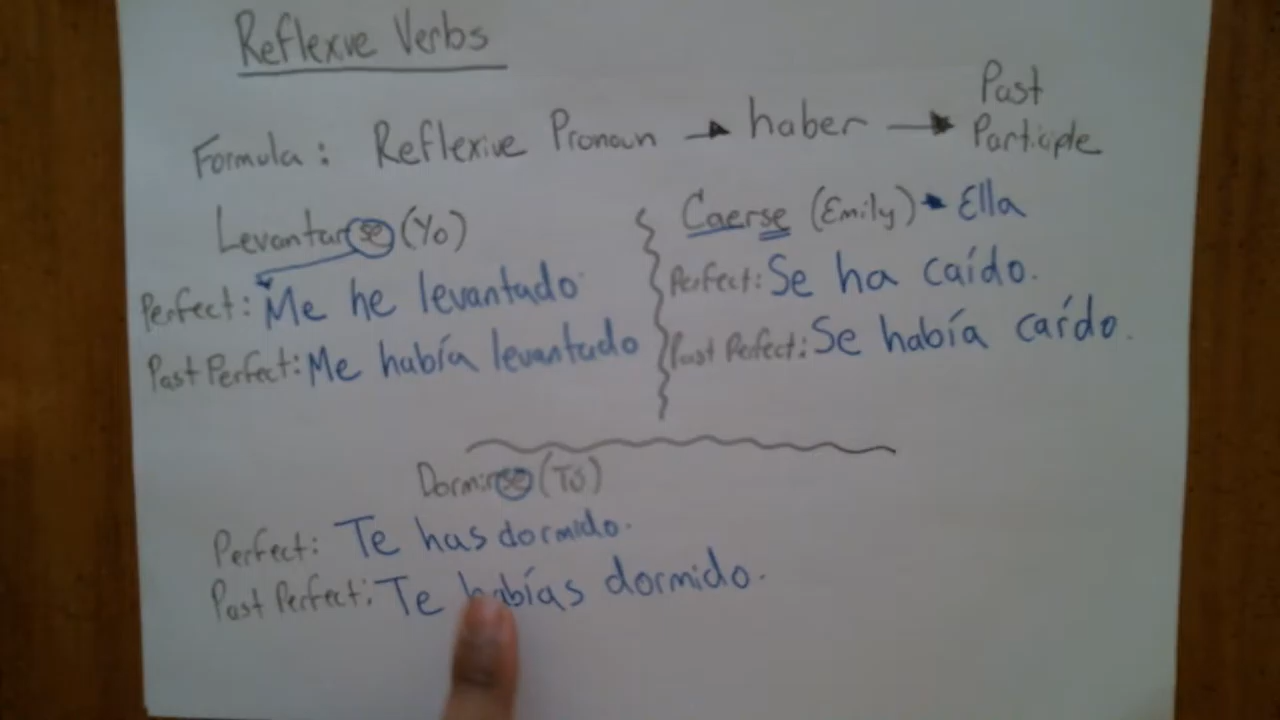 Reflexive Verbs
Formula: Reflexive Pronoun → haber → Past Participle
Levantarse (Yo)
Perfect: Me he levantado.
Past Perfect: Me había levantado
Caerse (Emily) → Ella
Perfect: Se ha caído.
Past Perfect: Se había caído.
Dormirse (Tú)
Perfect: Te has dormido.
Past Perfect: Te habías dormido.